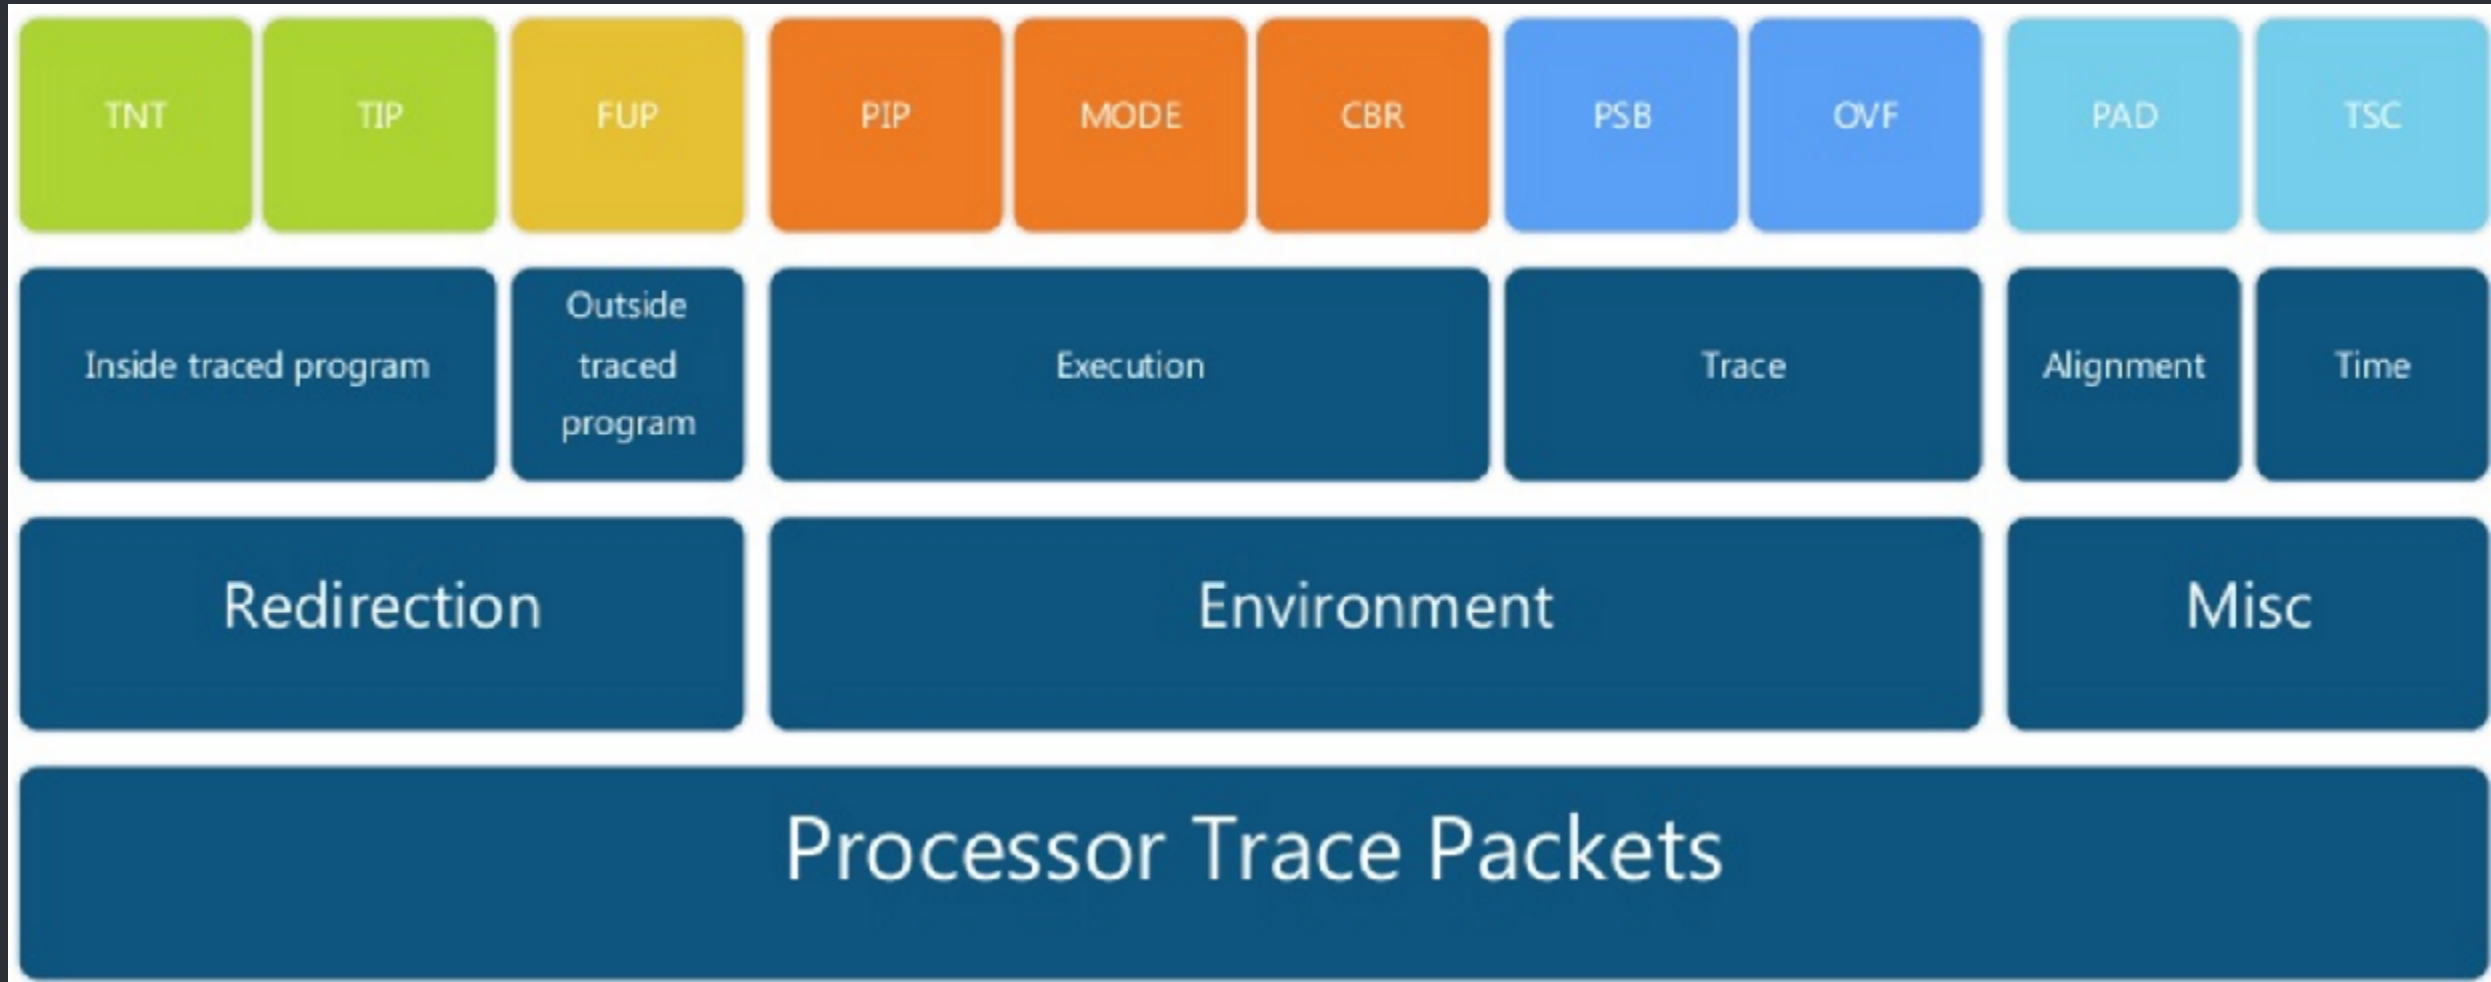 TNT
TIP
FUP
PIP
MODE
CBR
PSB
OVF
PAD
TSC
Inside traced program
Outside
traced
program
Execution
Trace
Alignment
Time
Redirection
Environment
Misc
Processor Trace Packets